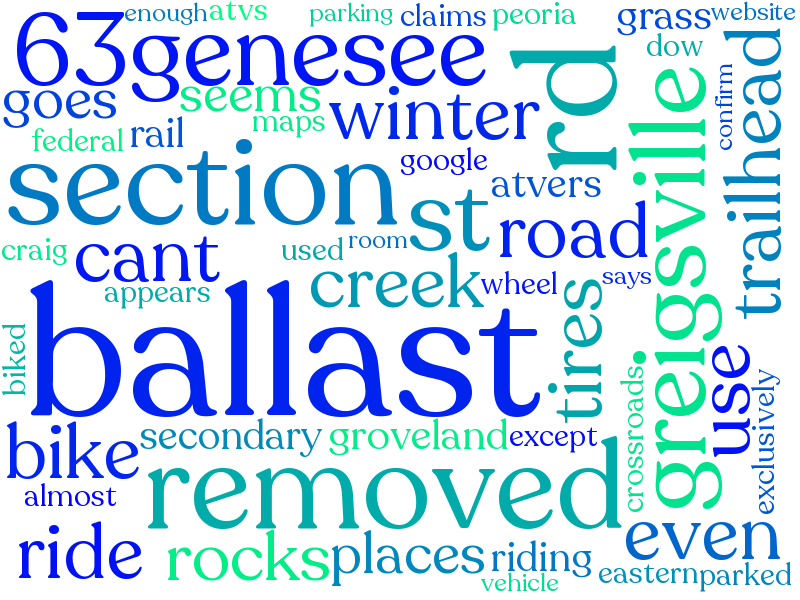 enough
atvs
parking
claims
peoria
grass
website
63
genesee
rd
dow
goes
seems
winter
confirm
trailhead
federal
rail
maps
google
greigsville
section
st
atvers
road
craig
cant
used
room
creek
wheel
says
appears
ballast
tires
biked
use
crossroads
exclusively
bike
secondary
groveland
except
almost
removed
even
ride
rocks
places
riding
vehicle
eastern
parked